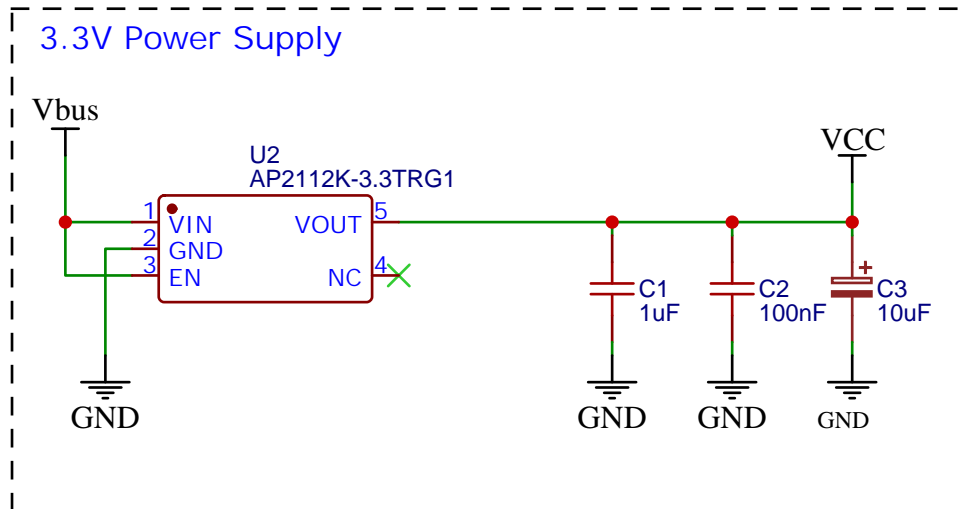 3.3V Power Supply
Vbus
VCC
U2
AP2112K-3.3TRG1
1 VIN VOUT 5
2 GND
3 EN NC 4
+
C1
1uF
C2
100nF
C3
10uF
GND
GND
GND
GND